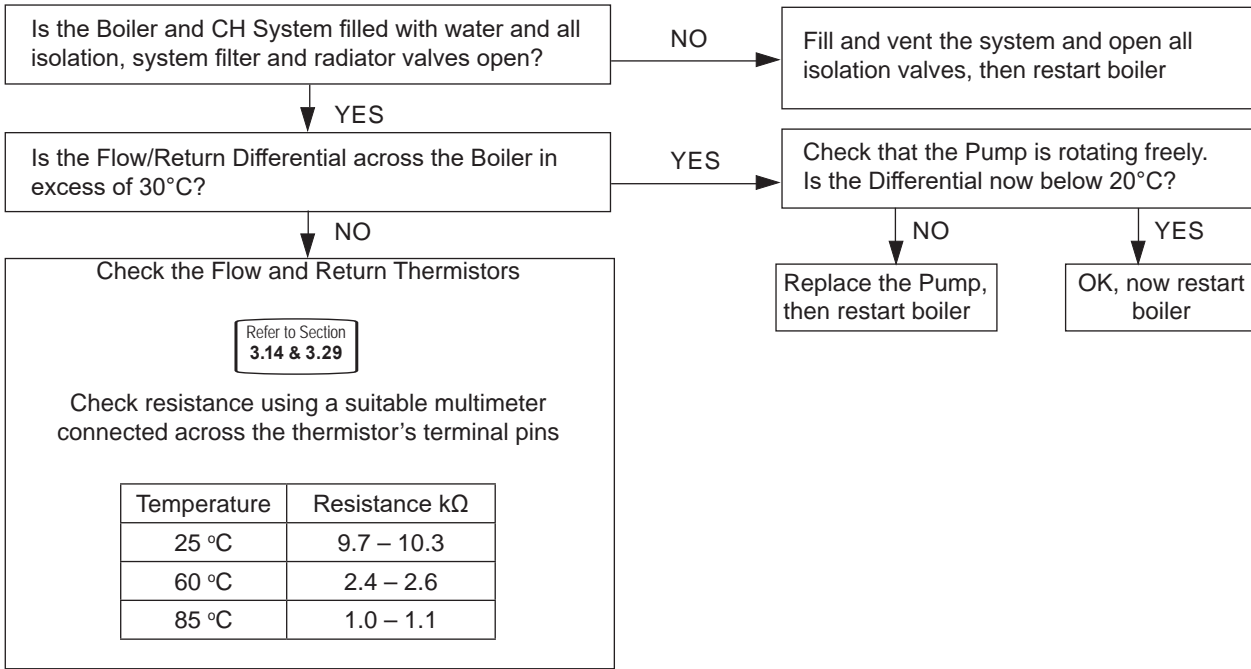 Is the Boiler and CH System filled with water and all
isolation, system filter and radiator valves open?
NO
Fill and vent the system and open all
isolation valves, then restart boiler
YES
Is the Flow/Return Differential across the Boiler in
excess of 30°C?
YES
Check that the Pump is rotating freely.
Is the Differential now below 20°C?
NO
NO
YES
Replace the Pump,
then restart boiler
OK, now restart
boiler
Check the Flow and Return Thermistors
Refer to Section
3.14 & 3.29
Check resistance using a suitable multimeter
connected across the thermistor’s terminal pins
Temperature Resistance kΩ
25 °C 9.7 – 10.3
60 °C 2.4 – 2.6
85 °C 1.0 – 1.1